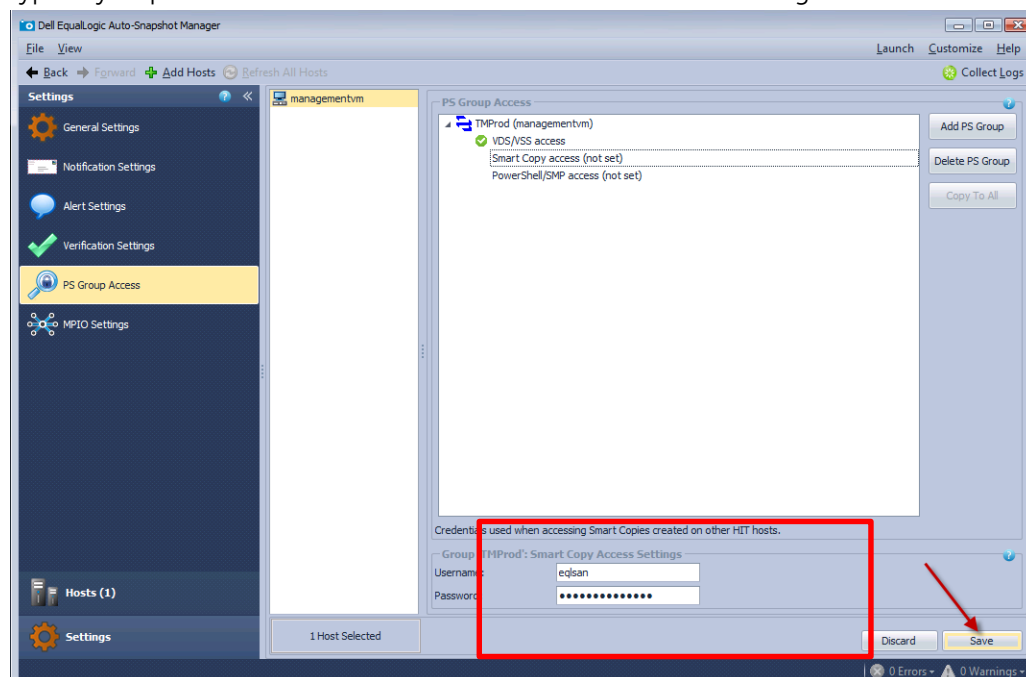 Dell EqualLogic Auto-Snapshot Manager
File View Launch Customize Help
Back Forward Add Hosts Refresh All Hosts Collect Logs
Settings
General Settings
Notification Settings
Alert Settings
Verification Settings
PS Group Access
MPIO Settings
Hosts (1)
Settings
managementvm
1 Host Selected
PS Group Access
TMProd (managementvm)
VDS/VSS access
Smart Copy access (not set)
PowerShell/SMP access (not set)
Add PS Group
Delete PS Group
Copy To All
Credentials used when accessing Smart Copies created on other HIT hosts.
Group 'TMProd': Smart Copy Access Settings
Username: eqlsan
Password: ••••••••••••••
Discard Save
0 Errors 0 Warnings